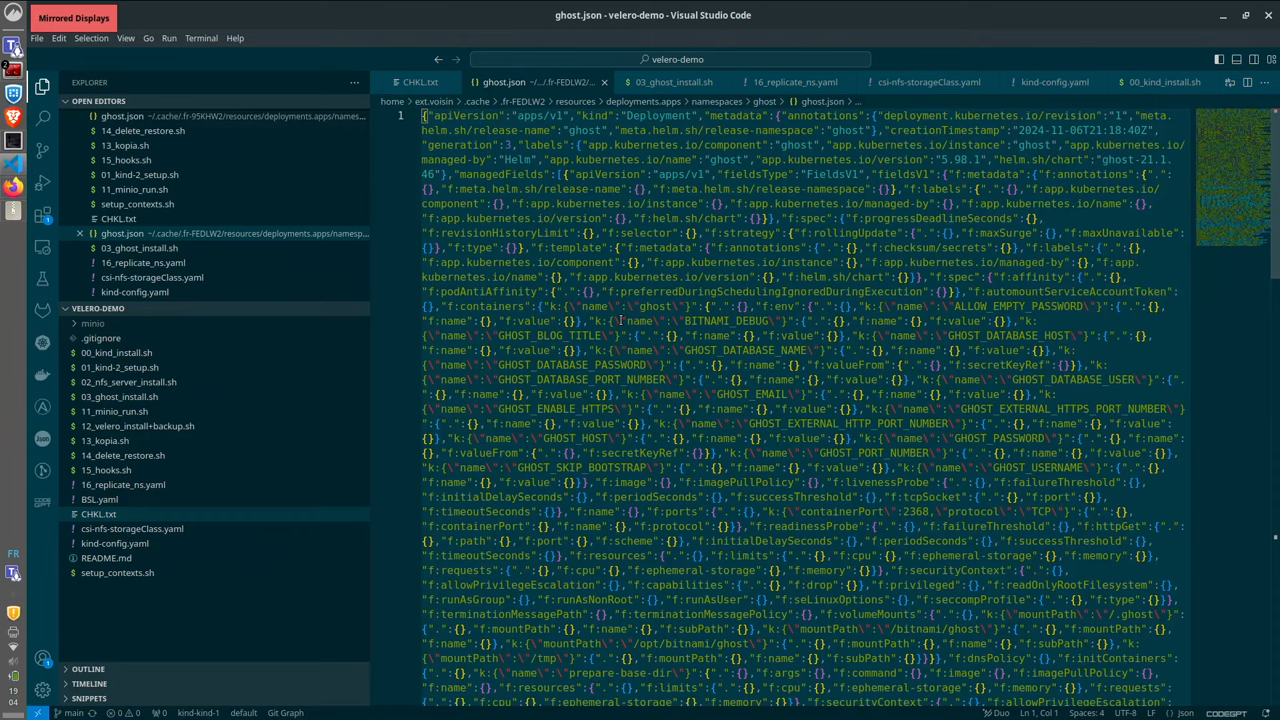 Mirrored Displays
ghost.json - velero-demo - Visual Studio Code
File Edit Selection View Go Run Terminal Help
velero-demo
EXPLORER
OPEN EDITORS
ghost.json ~/.cache/.fr-95KHW2/resources/deployments.apps/names...
14_delete_restore.sh
13_kopia.sh
15_hooks.sh
01_kind-2_setup.sh
11_minio_run.sh
setup_contexts.sh
CHKL.txt
ghost.json ~/.cache/.fr-FEDLW2/resources/deployments.apps/namesp...
03_ghost_install.sh
16_replicate_ns.yaml
csi-nfs-storageClass.yaml
kind-config.yaml
VELERO-DEMO
minio
.gitignore
00_kind_install.sh
01_kind-2_setup.sh
02_nfs_server_install.sh
03_ghost_install.sh
11_minio_run.sh
12_velero_install+backup.sh
13_kopia.sh
14_delete_restore.sh
15_hooks.sh
16_replicate_ns.yaml
BSL.yaml
CHKL.txt
csi-nfs-storageClass.yaml
kind-config.yaml
README.md
setup_contexts.sh
OUTLINE
TIMELINE
SNIPPETS
CHKL.txt ghost.json ~/.../.fr-FEDLW2/... 03_ghost_install.sh 16_replicate_ns.yaml csi-nfs-storageClass.yaml kind-config.yaml 00_kind_install.sh
home > ext.voisin > .cache > .fr-FEDLW2 > resources > deployments.apps > namespaces > ghost > ghost.json > ...
1 {"apiVersion":"apps/v1","kind":"Deployment","metadata":{"annotations":{"deployment.kubernetes.io/revision":"1","meta.
helm.sh/release-name":"ghost","meta.helm.sh/release-namespace":"ghost"},"creationTimestamp":"2024-11-06T21:18:40Z",
"generation":3,"labels":{"app.kubernetes.io/component":"ghost","app.kubernetes.io/instance":"ghost","app.kubernetes.io/
managed-by":"Helm","app.kubernetes.io/name":"ghost","app.kubernetes.io/version":"5.98.1","helm.sh/chart":"ghost-21.1.
46"},"managedFields":[{"apiVersion":"apps/v1","fieldsType":"FieldsV1","fieldsV1":{"f:metadata":{"f:annotations":{".":
{},"f:meta.helm.sh/release-name":{},"f:meta.helm.sh/release-namespace":{}},"f:labels":{".":{},"f:app.kubernetes.io/
component":{},"f:app.kubernetes.io/instance":{},"f:app.kubernetes.io/managed-by":{},"f:app.kubernetes.io/name":
{},"f:app.kubernetes.io/version":{},"f:helm.sh/chart":{}}},"f:spec":{"f:progressDeadlineSeconds":{},
"f:revisionHistoryLimit":{},"f:selector":{},"f:strategy":{"f:rollingUpdate":{".":{},"f:maxSurge":{},"f:maxUnavailable"
:{}},"f:type":{}},"f:template":{"f:metadata":{"f:annotations":{".":{},"f:checksum/secrets":{}},"f:labels":{".":{},
"f:app.kubernetes.io/component":{},"f:app.kubernetes.io/instance":{},"f:app.kubernetes.io/managed-by":{},"f:app.
kubernetes.io/name":{},"f:app.kubernetes.io/version":{},"f:helm.sh/chart":{}}},"f:spec":{"f:affinity":{".":{},
"f:podAntiAffinity":{".":{},"f:preferredDuringSchedulingIgnoredDuringExecution":{}}},"f:automountServiceAccountToken"
:{},"f:containers":{"k:{\"name\":\"ghost\"}":{".":{},"f:env":{".":{},"k:{\"name\":\"ALLOW_EMPTY_PASSWORD\"}":{".":{},
"f:name":{},"f:value":{}},"k:{\"name\":\"BITNAMI_DEBUG\"}":{".":{},"f:name":{},"f:value":{}},"k:
{\"name\":\"GHOST_BLOG_TITLE\"}":{".":{},"f:name":{},"f:value":{}},"k:{\"name\":\"GHOST_DATABASE_HOST\"}":{".":
{},"f:name":{},"f:value":{}},"k:{\"name\":\"GHOST_DATABASE_NAME\"}":{".":{},"f:name":{},"f:value":{}},"k:
{\"name\":\"GHOST_DATABASE_PASSWORD\"}":{".":{},"f:name":{},"f:valueFrom":{".":{},"f:secretKeyRef":{}}},"k:
{\"name\":\"GHOST_DATABASE_PORT_NUMBER\"}":{".":{},"f:name":{},"f:value":{}},"k:{\"name\":\"GHOST_DATABASE_USER\"}":{".
":{},"f:name":{},"f:value":{}},"k:{\"name\":\"GHOST_EMAIL\"}":{".":{},"f:name":{},"f:value":{}},"k:
{\"name\":\"GHOST_ENABLE_HTTPS\"}":{".":{},"f:name":{},"f:value":{}},"k:{\"name\":\"GHOST_EXTERNAL_HTTPS_PORT_NUMBER\"}
":{".":{},"f:name":{},"f:value":{}},"k:{\"name\":\"GHOST_EXTERNAL_HTTP_PORT_NUMBER\"}":{".":{},"f:name":{},"f:value":
{}},"k:{\"name\":\"GHOST_HOST\"}":{".":{},"f:name":{},"f:value":{}},"k:{\"name\":\"GHOST_PASSWORD\"}":{".":{},"f:name":
{},"f:valueFrom":{".":{},"f:secretKeyRef":{}}},"k:{\"name\":\"GHOST_PORT_NUMBER\"}":{".":{},"f:name":{},"f:value":{}},
"k:{\"name\":\"GHOST_SKIP_BOOTSTRAP\"}":{".":{},"f:name":{},"f:value":{}},"k:{\"name\":\"GHOST_USERNAME\"}":{".":{},
"f:name":{},"f:value":{}}},"f:image":{},"f:imagePullPolicy":{},"f:livenessProbe":{".":{},"f:failureThreshold":{},
"f:initialDelaySeconds":{},"f:periodSeconds":{},"f:successThreshold":{},"f:tcpSocket":{".":{},"f:port":{}},
"f:timeoutSeconds":{}},"f:name":{},"f:ports":{".":{},"k:{\"containerPort\":2368,\"protocol\":\"TCP\"}":{".":{},
"f:containerPort":{},"f:name":{},"f:protocol":{}}},"f:readinessProbe":{".":{},"f:failureThreshold":{},"f:httpGet":{".
":{},"f:path":{},"f:port":{},"f:scheme":{}},"f:initialDelaySeconds":{},"f:periodSeconds":{},"f:successThreshold":{},
"f:timeoutSeconds":{}},"f:resources":{".":{},"f:limits":{".":{},"f:cpu":{},"f:ephemeral-storage":{},"f:memory":{}},
"f:requests":{".":{},"f:cpu":{},"f:ephemeral-storage":{},"f:memory":{}}},"f:securityContext":{".":{},
"f:allowPrivilegeEscalation":{},"f:capabilities":{".":{},"f:drop":{}},"f:privileged":{},"f:readOnlyRootFilesystem":{},
"f:runAsGroup":{},"f:runAsNonRoot":{},"f:runAsUser":{},"f:seLinuxOptions":{},"f:seccompProfile":{".":{},"f:type":{}}},
"f:terminationMessagePath":{},"f:terminationMessagePolicy":{},"f:volumeMounts":{".":{},"k:{\"mountPath\":\"/.ghost\"}":
{".":{},"f:mountPath":{},"f:name":{},"f:subPath":{}},"k:{\"mountPath\":\"/bitnami/ghost\"}":{".":{},"f:mountPath":
{},"f:name":{}},"k:{\"mountPath\":\"/opt/bitnami/ghost\"}":{".":{},"f:mountPath":{},"f:name":{},"f:subPath":{}},"k:
{\"mountPath\":\"/tmp\"}":{".":{},"f:mountPath":{},"f:name":{},"f:subPath":{}}}}},"f:dnsPolicy":{},"f:initContainers":
{".":{},"k:{\"name\":\"prepare-base-dir\"}":{".":{},"f:args":{},"f:command":{},"f:image":{},"f:imagePullPolicy":
{},"f:name":{},"f:resources":{".":{},"f:limits":{".":{},"f:cpu":{},"f:ephemeral-storage":{},"f:memory":{}},"f:requests
":{".":{},"f:cpu":{},"f:ephemeral-storage":{},"f:memory":{}}},"f:securityContext":{".":{},
FR
19
04
main 0 0 0 kind-kind-1 default Git Graph
Duo Ln 1, Col 1 Spaces: 4 UTF-8 LF {} Json CODEGPT